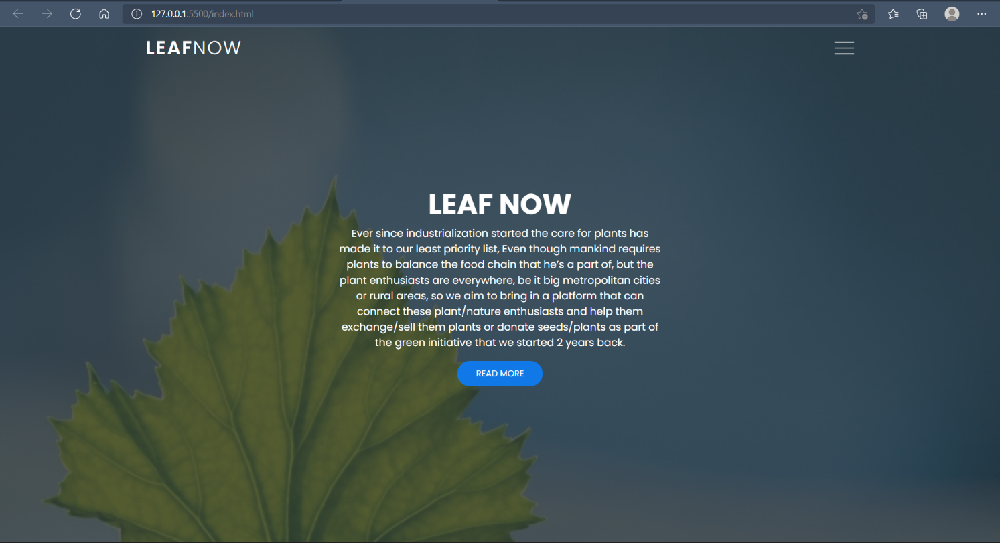 127.0.0.1:5500/index.html
LEAFNOW
LEAF NOW
Ever since industrialization started the care for plants has
made it to our least priority list, Even though mankind requires
plants to balance the food chain that he's a part of, but the
plant enthusiasts are everywhere, be it big metropolitan cities
or rural areas, so we aim to bring in a platform that can
connect these plant/nature enthusiasts and help them
exchange/sell them plants or donate seeds/plants as part of
the green initiative that we started 2 years back.
READ MORE